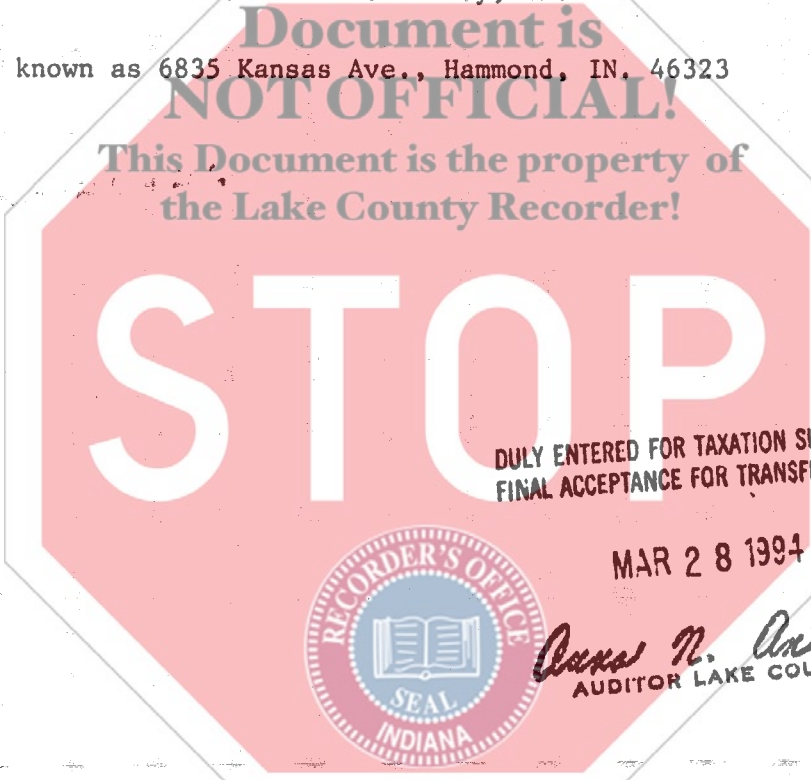 Document is
known as 6835 Kansas Ave., Hammond, IN. 46323
NOT OFFICIAL!
This Document is the property of
the Lake County Recorder!
STOP
DULY ENTERED FOR TAXATION
FINAL ACCEPTANCE FOR
MAR 28 1994
AUDITOR LAKE
RECORDER'S OFFICE
SEAL
INDIANA